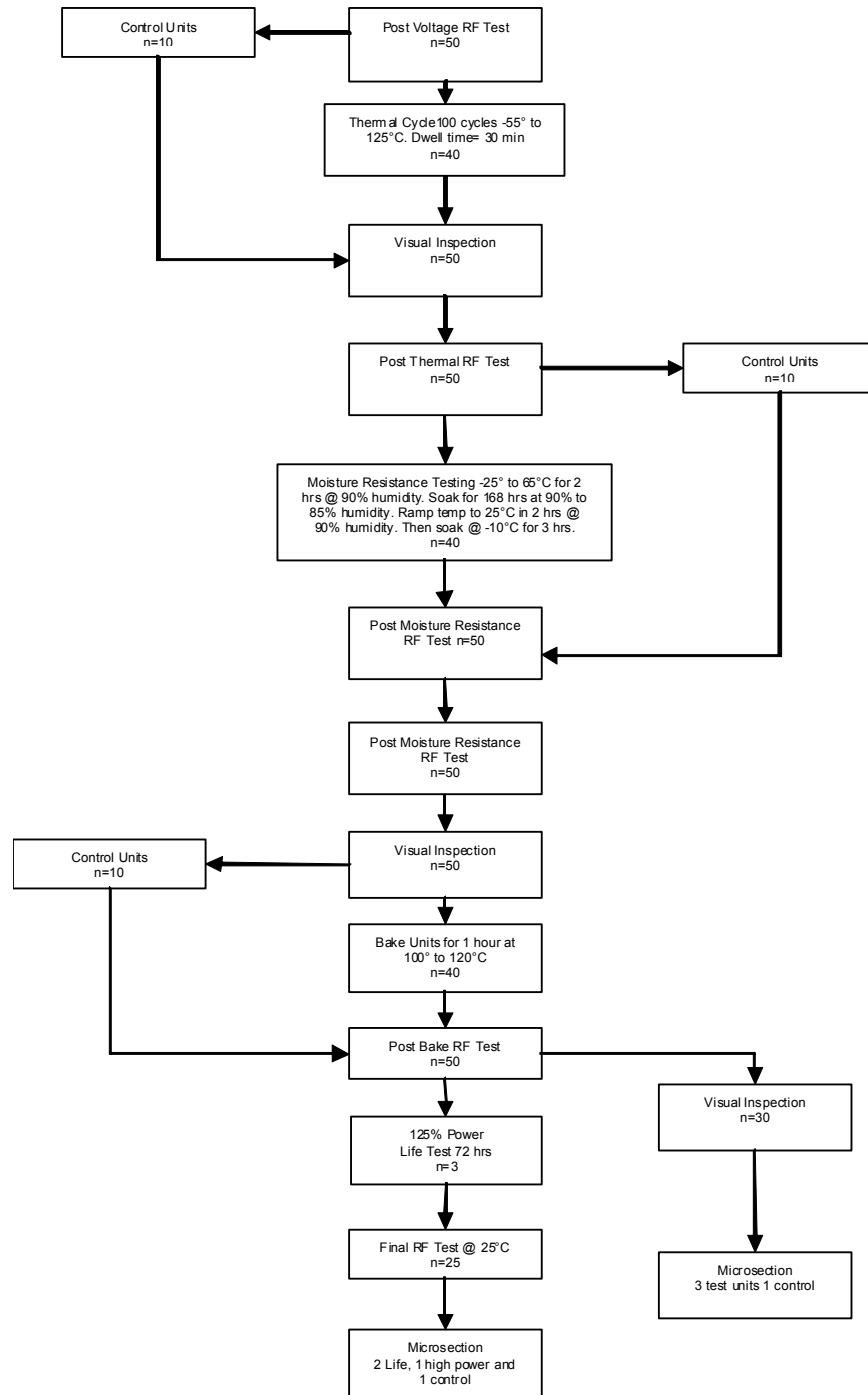 Control Units
n=10
Post Voltage RF Test
n=50
Thermal Cycle100 cycles -55° to
125°C. Dwell time= 30 min
n=40
Visual Inspection
n=50
Post Thermal RF Test
n=50
Control Units
n=10
Moisture Resistance Testing -25° to 65°C for 2
hrs @ 90% humidity. Soak for 168 hrs at 90% to
85% humidity. Ramp temp to 25°C in 2 hrs @
90% humidity. Then soak @ -10°C for 3 hrs.
n=40
Post Moisture Resistance
RF Test n=50
Post Moisture Resistance
RF Test
n=50
Control Units
n=10
Visual Inspection
n=50
Bake Units for 1 hour at
100° to 120°C
n=40
Post Bake RF Test
n=50
Visual Inspection
n=30
125% Power
Life Test 72 hrs
n=3
Final RF Test @ 25°C
n=25
Microsection
3 test units 1 control
Microsection
2 Life, 1 high power and
1 control